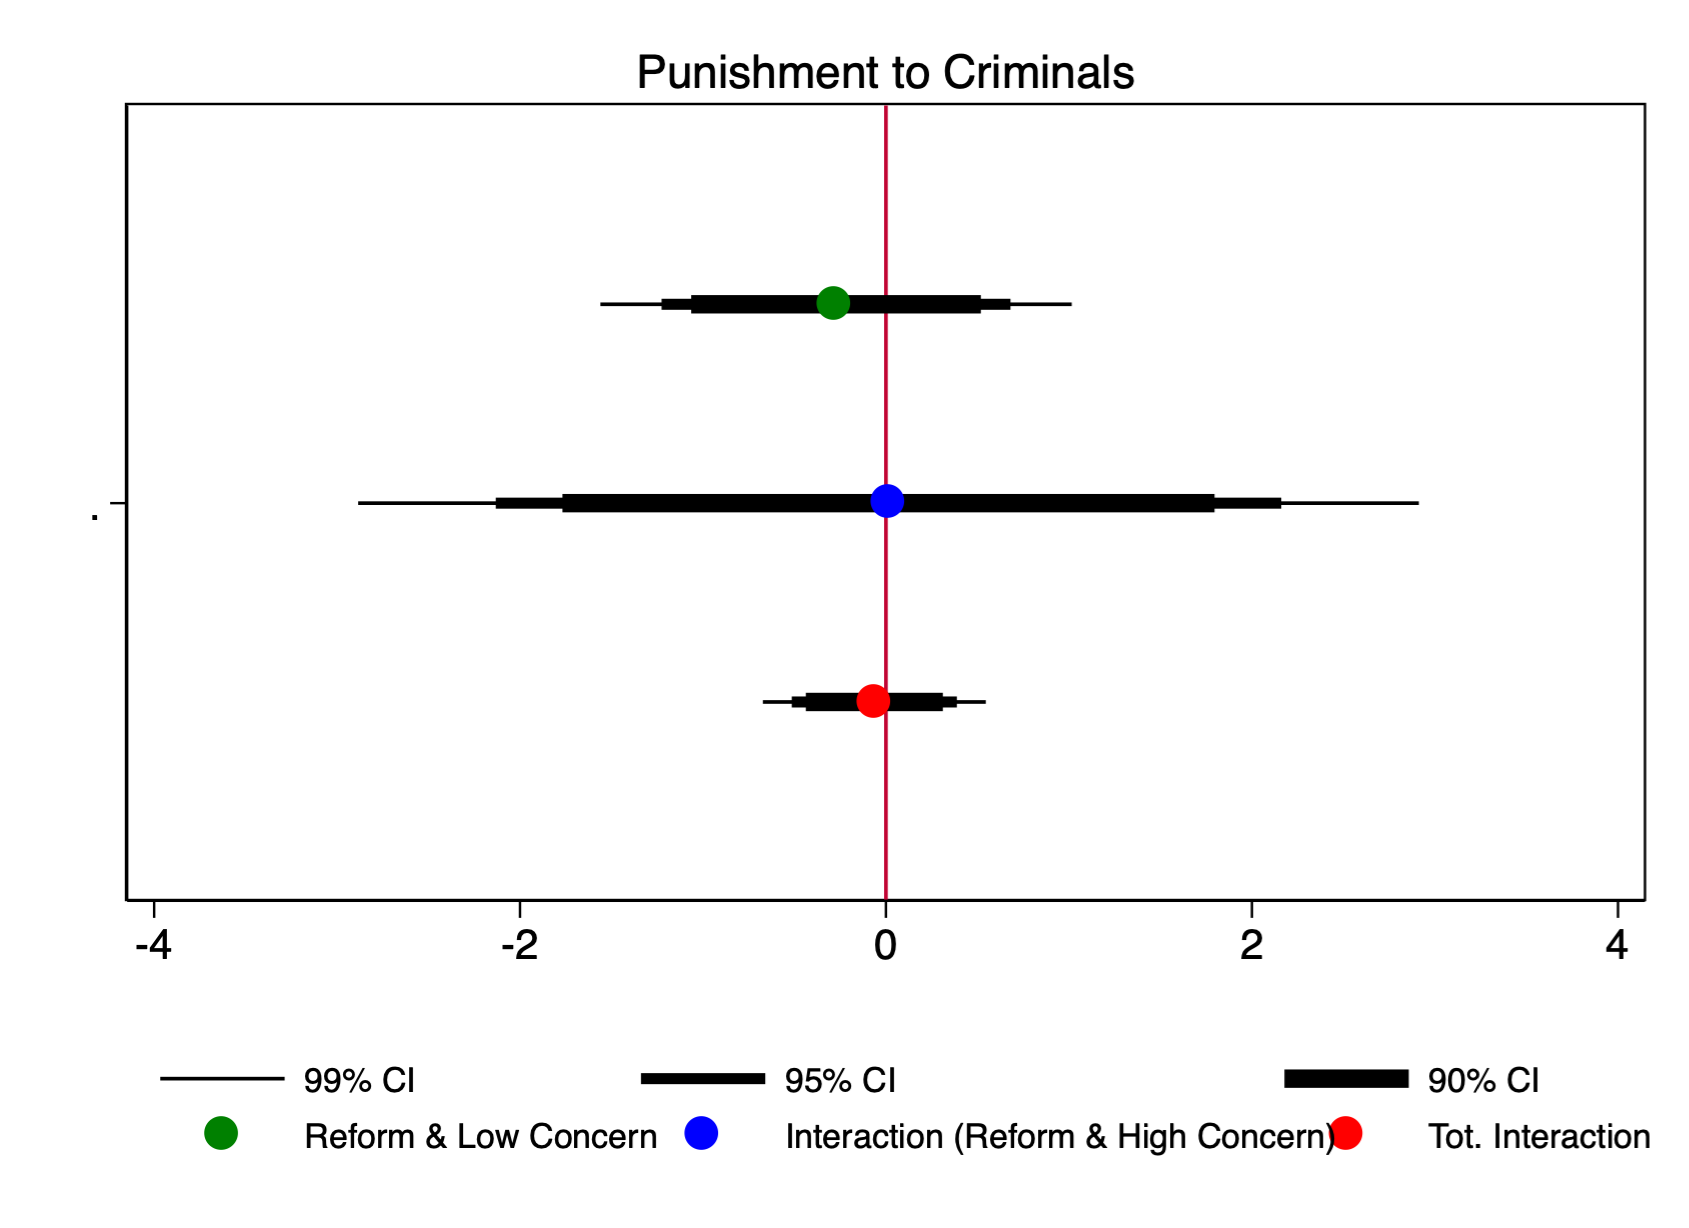 Punishment to Criminals
.
-4 -2 0 2 4
99% CI 95% CI 90% CI
Reform & Low Concern Interaction (Reform & High Concern) Tot. Interaction